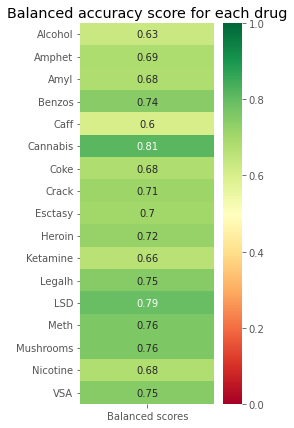 Balanced accuracy score for each drug
Alcohol 0.63
Amphet 0.69
Amyl 0.68
Benzos 0.74
Caff 0.6
Cannabis 0.81
Coke 0.68
Crack 0.71
Esctasy 0.7
Heroin 0.72
Ketamine 0.66
Legalh 0.75
LSD 0.79
Meth 0.76
Mushrooms 0.76
Nicotine 0.68
VSA 0.75
Balanced scores
1.0
0.8
0.6
0.4
0.2
0.0